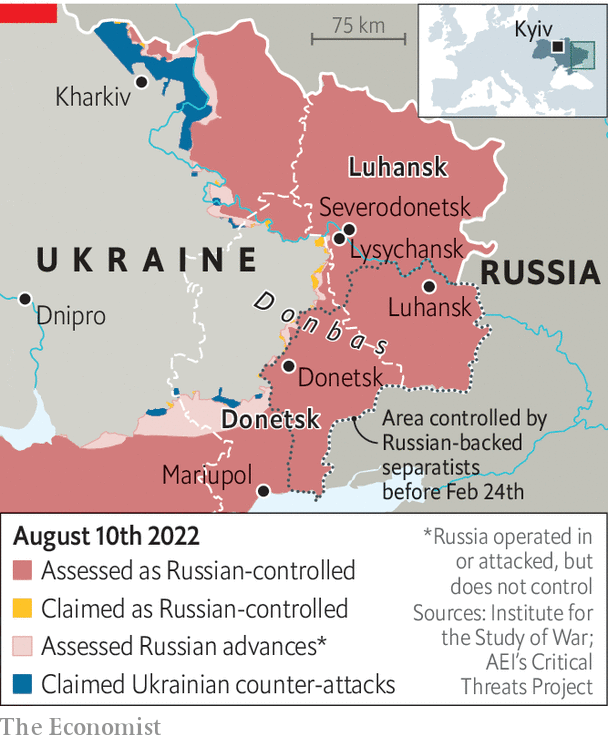 75 km
Kyiv
Kharkiv
Luhansk
Severodonetsk
Lysychansk
UKRAINE
RUSSIA
Luhansk
Dnipro
Donbas
Donetsk
Donetsk
Area controlled by
Russian-backed
separatists
before Feb 24th
Mariupol
August 10th 2022
Assessed as Russian-controlled
Claimed as Russian-controlled
Assessed Russian advances*
Claimed Ukrainian counter-attacks
*Russia operated in
or attacked, but
does not control
Sources: Institute for
the Study of War;
AEI's Critical
Threats Project
The Economist